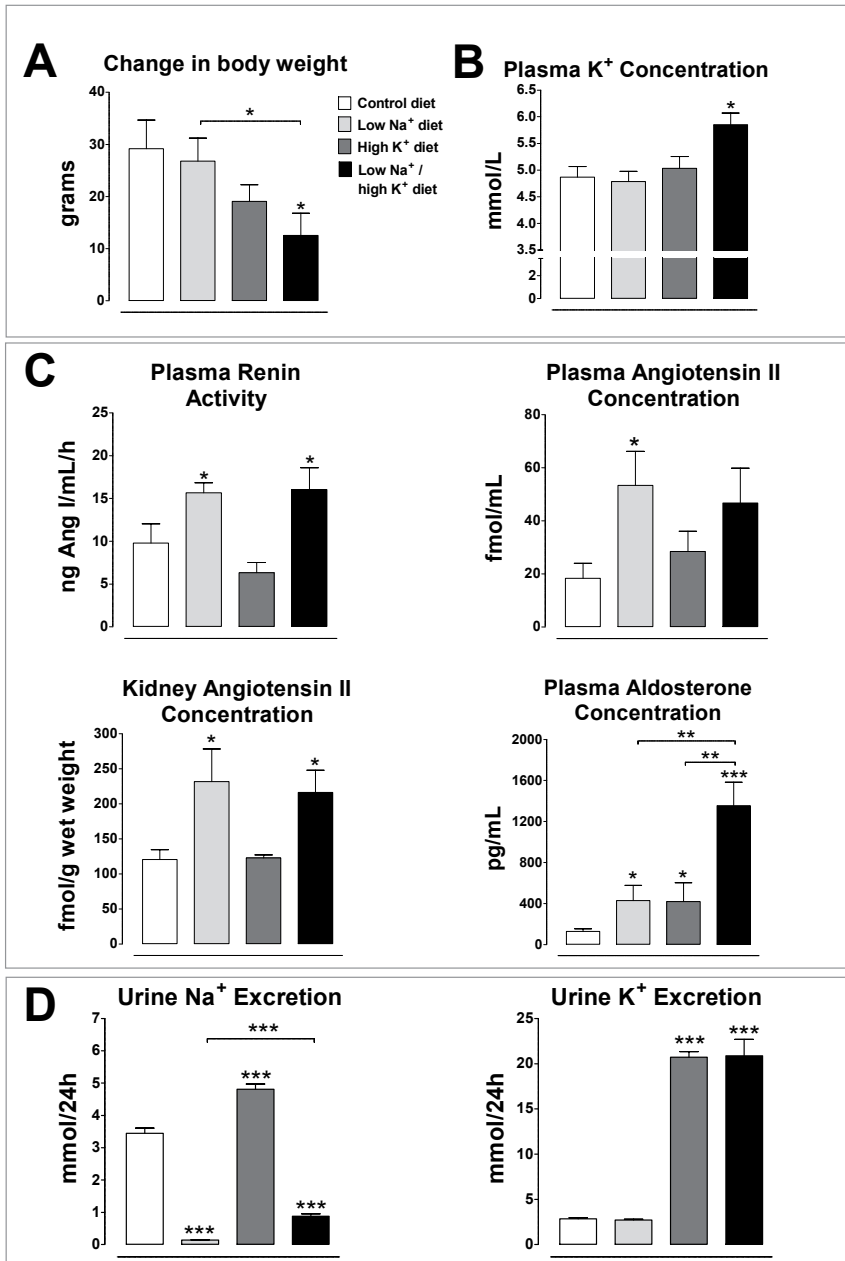 A
Change in body weight
grams
40
30
20
10
0
*
*
Control diet
Low Na⁺ diet
High K⁺ diet
Low Na⁺ /
high K⁺ diet
B
Plasma K⁺ Concentration
mmol/L
6.5
6.0
5.5
5.0
4.5
4.0
3.5
2
0
*
C
Plasma Renin
Activity
ng Ang I/mL/h
25
20
15
10
5
0
*
*
Plasma Angiotensin II
Concentration
fmol/mL
80
60
40
20
0
*
Kidney Angiotensin II
Concentration
fmol/g wet weight
300
250
200
150
100
50
0
*
*
Plasma Aldosterone
Concentration
pg/mL
2000
1600
1200
800
400
0
**
**
***
*
*
D
Urine Na⁺ Excretion
mmol/24h
7
6
5
4
3
2
1
0
***
***
***
***
Urine K⁺ Excretion
mmol/24h
25
20
15
10
5
0
***
***